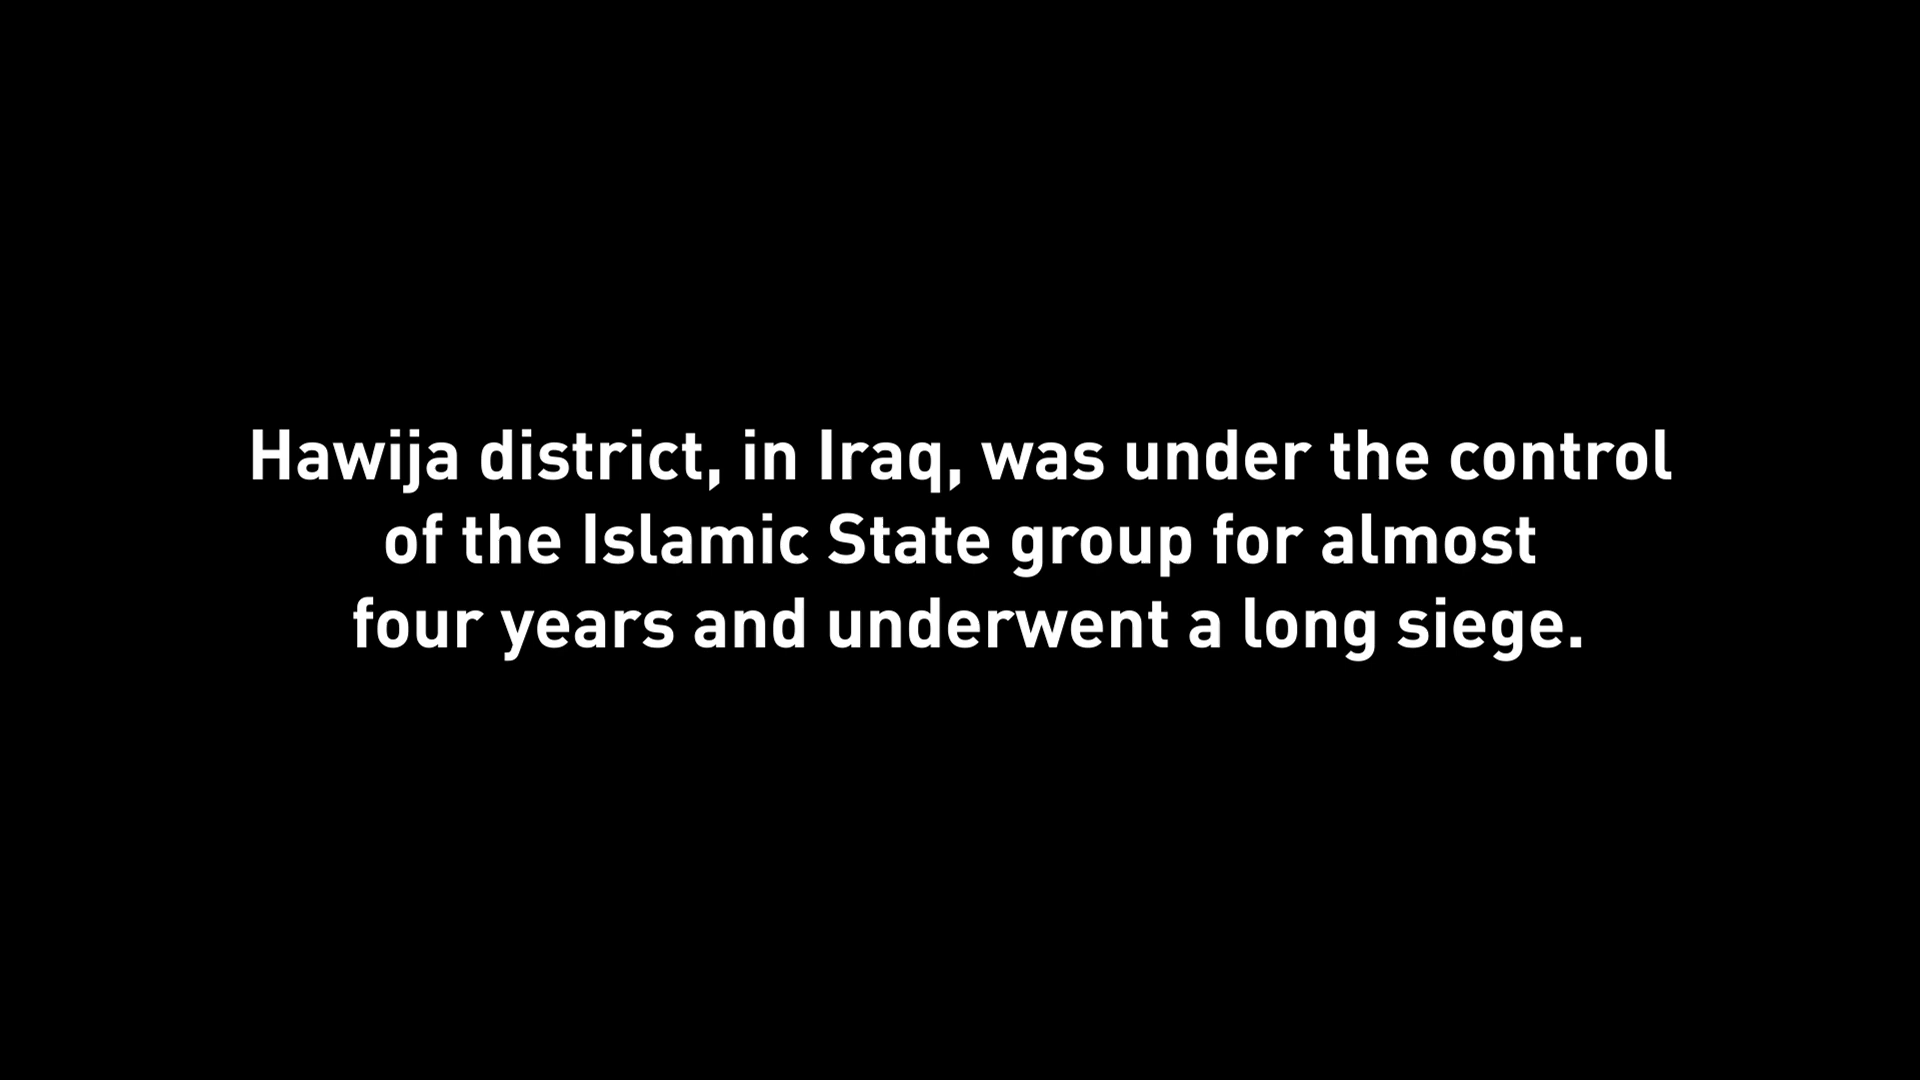 Hawija district, in Iraq, was under the control
of the Islamic State group for almost
four years and underwent a long siege.